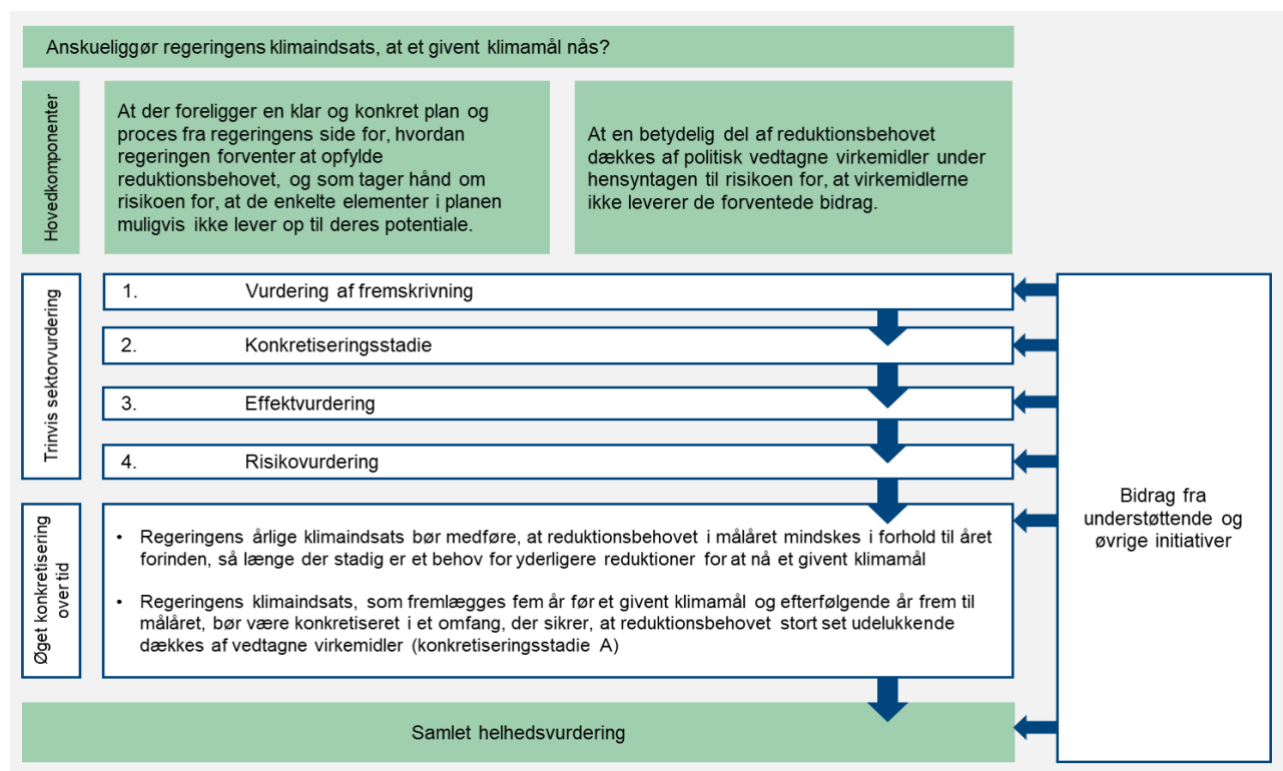 Anskueliggør regeringens klimaindsats, at et givent klimamål nås?
Hovedkomponenter
At der foreligger en klar og konkret plan og
proces fra regeringens side for, hvordan
regeringen forventer at opfylde
reduktionsbehovet, og som tager hånd om
risikoen for, at de enkelte elementer i planen
muligvis ikke lever op til deres potentiale.
At en betydelig del af reduktionsbehovet
dækkes af politisk vedtagne virkemidler under
hensyntagen til risikoen for, at virkemidlerne
ikke leverer de forventede bidrag.
Trinvis sektorvurdering
1. Vurdering af fremskrivning
2. Konkretiseringsstadie
3. Effektvurdering
4. Risikovurdering
Øget konkretisering
over tid
• Regeringens årlige klimaindsats bør medføre, at reduktionsbehovet i målåret mindskes i forhold til året
forinden, så længe der stadig er et behov for yderligere reduktioner for at nå et givent klimamål
• Regeringens klimaindsats, som fremlægges fem år før et givent klimamål og efterfølgende år frem til
målåret, bør være konkretiseret i et omfang, der sikrer, at reduktionsbehovet stort set udelukkende
dækkes af vedtagne virkemidler (konkretiseringsstadie A)
Bidrag fra
understøttende og
øvrige initiativer
Samlet helhedsvurdering